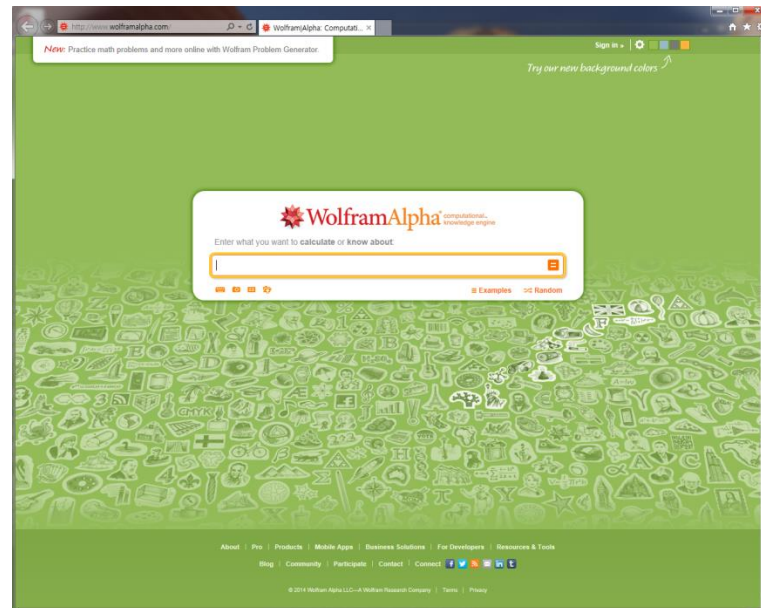 http://www.wolframalpha.com/
Wolfram|Alpha: Computati...
New: Practice math problems and more online with Wolfram Problem Generator.
Sign in
Try our new background colors
WolframAlpha computational.. knowledge engine
Enter what you want to calculate or know about:
Examples Random
About | Pro | Products | Mobile Apps | Business Solutions | For Developers | Resources & Tools
Blog | Community | Participate | Contact | Connect
© 2014 Wolfram Alpha LLC—A Wolfram Research Company | Terms | Privacy